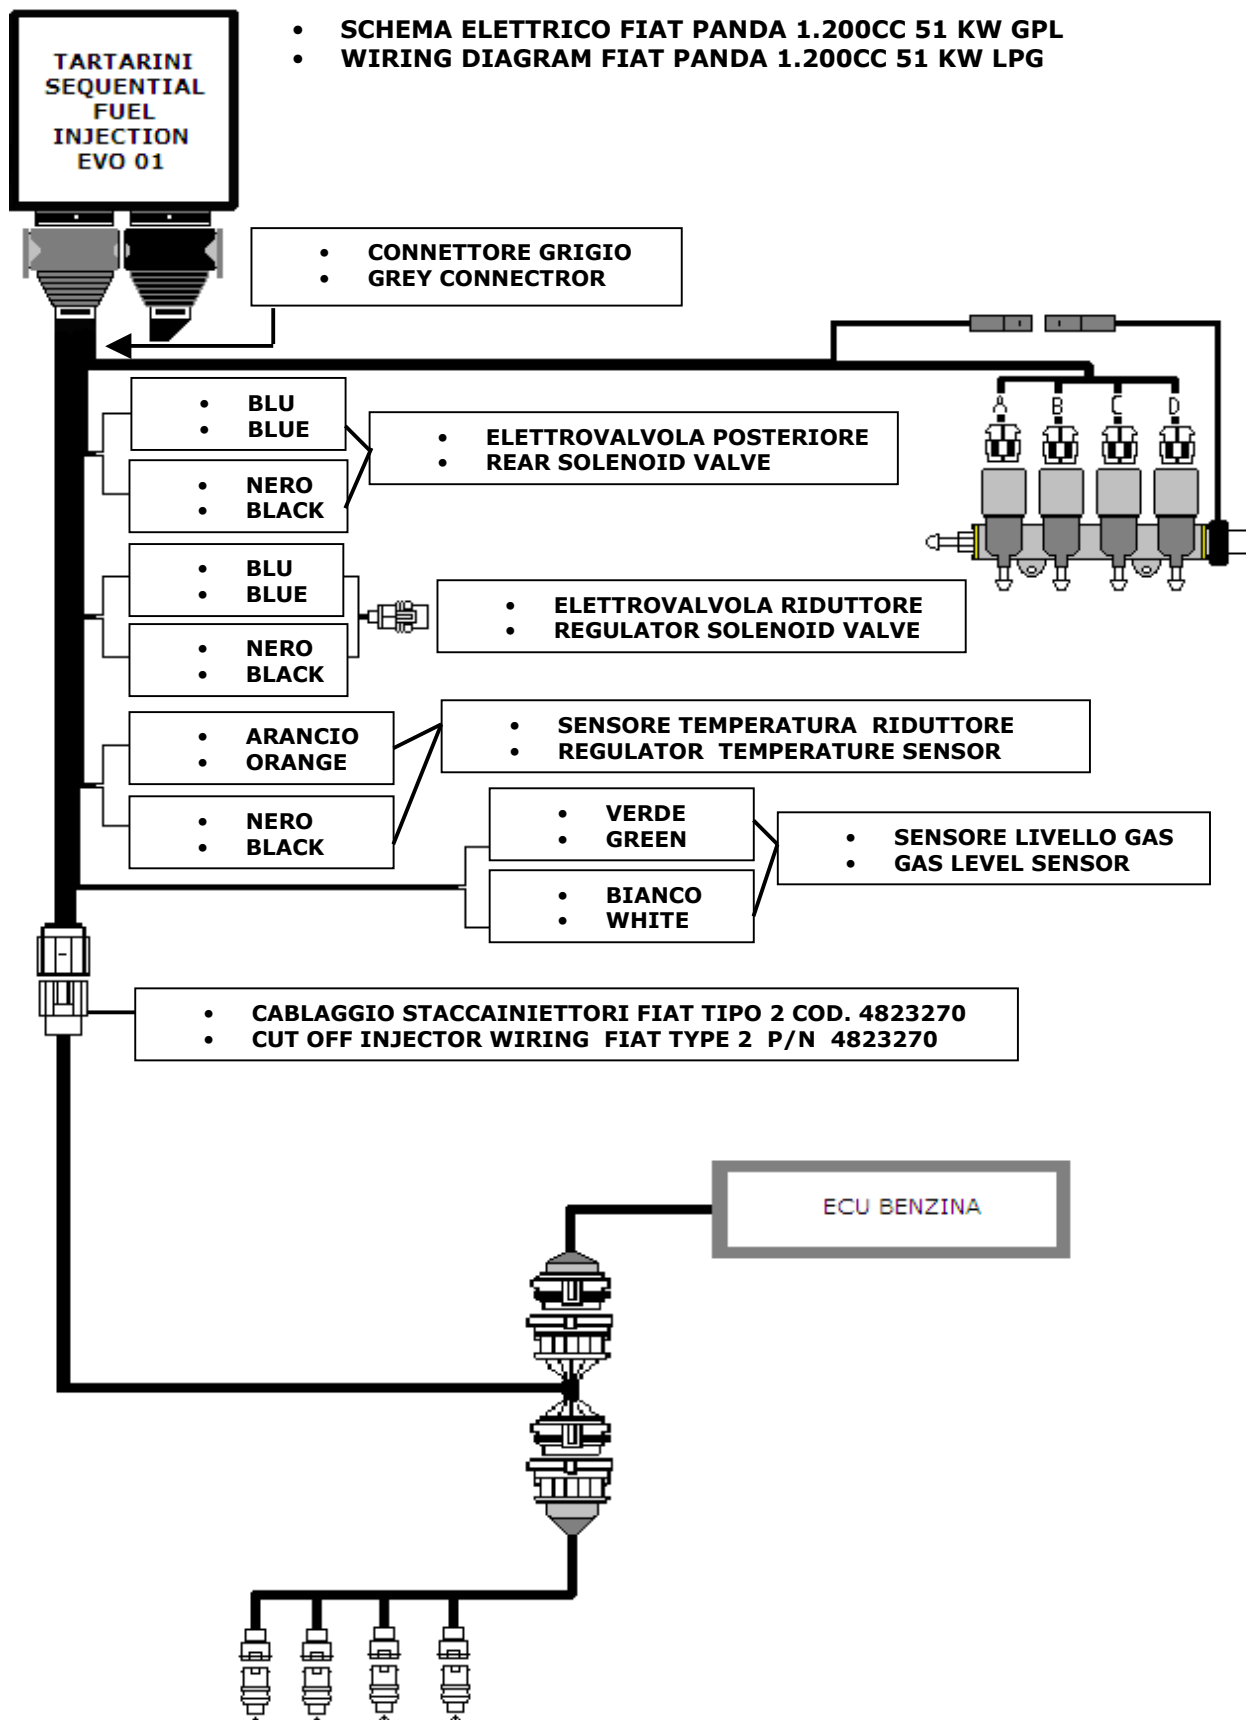 • SCHEMA ELETTRICO FIAT PANDA 1.200CC 51 KW GPL
• WIRING DIAGRAM FIAT PANDA 1.200CC 51 KW LPG
TARTARINI
SEQUENTIAL
FUEL
INJECTION
EVO 01
• CONNETTORE GRIGIO
• GREY CONNECTROR
A B C D
• BLU
• BLUE
• NERO
• BLACK
• ELETTROVALVOLA POSTERIORE
• REAR SOLENOID VALVE
• BLU
• BLUE
• NERO
• BLACK
• ELETTROVALVOLA RIDUTTORE
• REGULATOR SOLENOID VALVE
• ARANCIO
• ORANGE
• NERO
• BLACK
• SENSORE TEMPERATURA RIDUTTORE
• REGULATOR TEMPERATURE SENSOR
• VERDE
• GREEN
• BIANCO
• WHITE
• SENSORE LIVELLO GAS
• GAS LEVEL SENSOR
• CABLAGGIO STACCAINIETTORI FIAT TIPO 2 COD. 4823270
• CUT OFF INJECTOR WIRING FIAT TYPE 2 P/N 4823270
ECU BENZINA